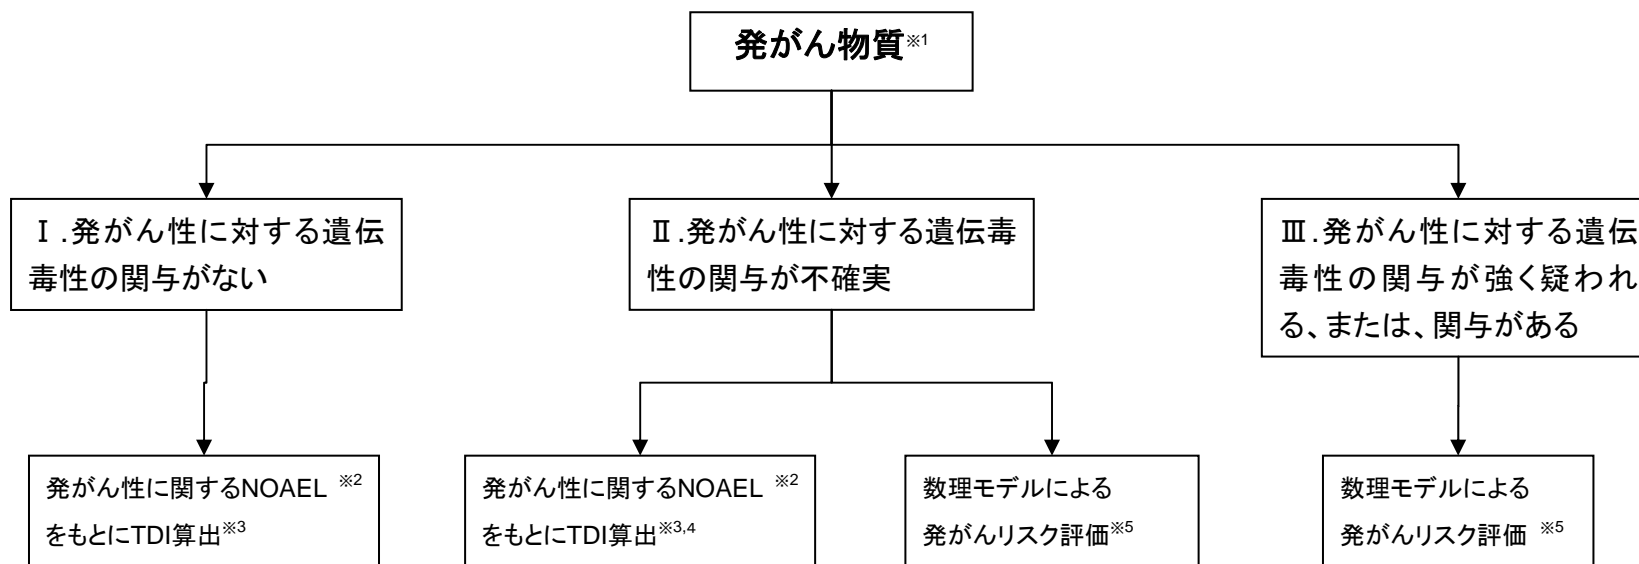 発がん物質※1
Ⅰ.発がん性に対する遺伝
毒性の関与がない
Ⅱ.発がん性に対する遺伝毒
性の関与が不確実
Ⅲ.発がん性に対する遺伝
毒性の関与が強く疑われ
る、または、関与がある
発がん性に関するNOAEL ※2
をもとにTDI算出※3
発がん性に関するNOAEL ※2
をもとにTDI算出※3,4
数理モデルによる
発がんリスク評価※5
数理モデルによる
発がんリスク評価 ※5